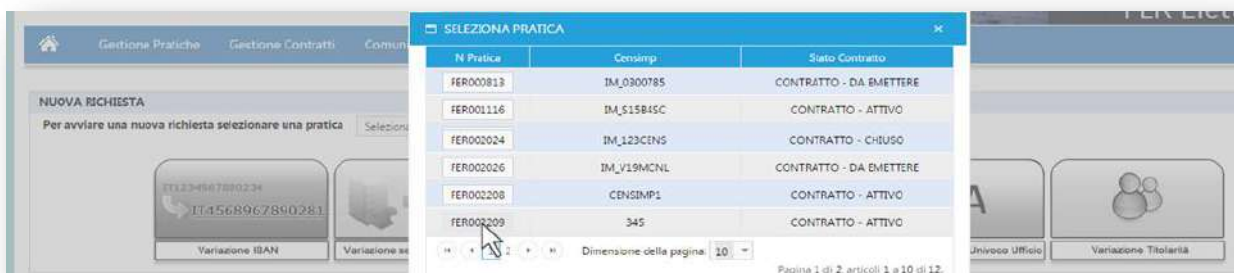 SELEZIONA PRATICA
Gestione Pratiche Gestione Contratti
N Pratica Censimp Stato Contratto
FER000813 IM_0300785 CONTRATTO - DA EMETTERE
NUOVA RICHIESTA
FER001116 IM_S15B4SC CONTRATTO - ATTIVO
Per avviare una nuova richiesta selezionare una pratica
FER002024 IM_123CENS CONTRATTO - CHIUSO
FER002026 IM_V19MCNL CONTRATTO - DA EMETTERE
FER002208 CENSIMP1 CONTRATTO - ATTIVO
FER002209 345 CONTRATTO - ATTIVO
Variazione IBAN Variazione Univoco Ufficio Variazione Titolarità
2 Dimensione della pagina: 10
Pagina 1 di 2, articoli 1 a 10 di 12.